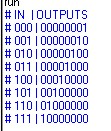 run
# IN | OUTPUTS
# 000 | 00000001
# 001 | 00000010
# 010 | 00000100
# 011 | 00001000
# 100 | 00010000
# 101 | 00100000
# 110 | 01000000
# 111 | 10000000